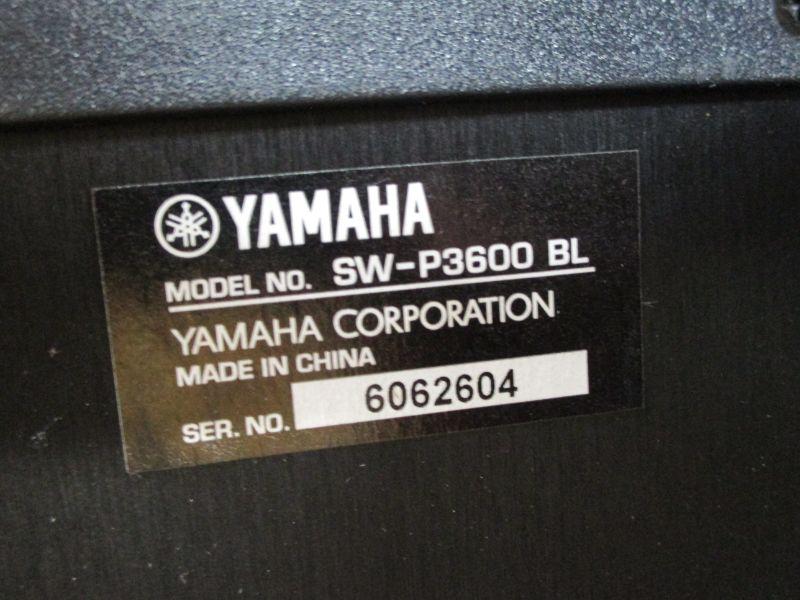 YAMAHA
MODEL NO. SW-P3600 BL
YAMAHA CORPORATION
MADE IN CHINA
SER. NO. 6062604